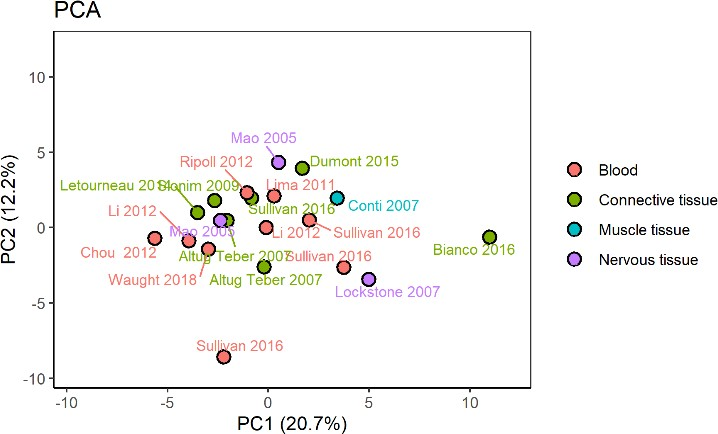 PCA
10
5
0
-5
-10
-10
-5
0
5
10
PC2 (12.2%)
PC1 (20.7%)
Mao 2005
Ripoll 2012
Dumont 2015
Letourneau 2014
Slonim 2009
Lima 2011
Li 2012
Sullivan 2016
Conti 2007
Mao 2005
Li 2012
Sullivan 2016
Chou 2012
Altug Teber 2007
Sullivan 2016
Bianco 2016
Waught 2018
Altug Teber 2007
Lockstone 2007
Sullivan 2016
Blood
Connective tissue
Muscle tissue
Nervous tissue